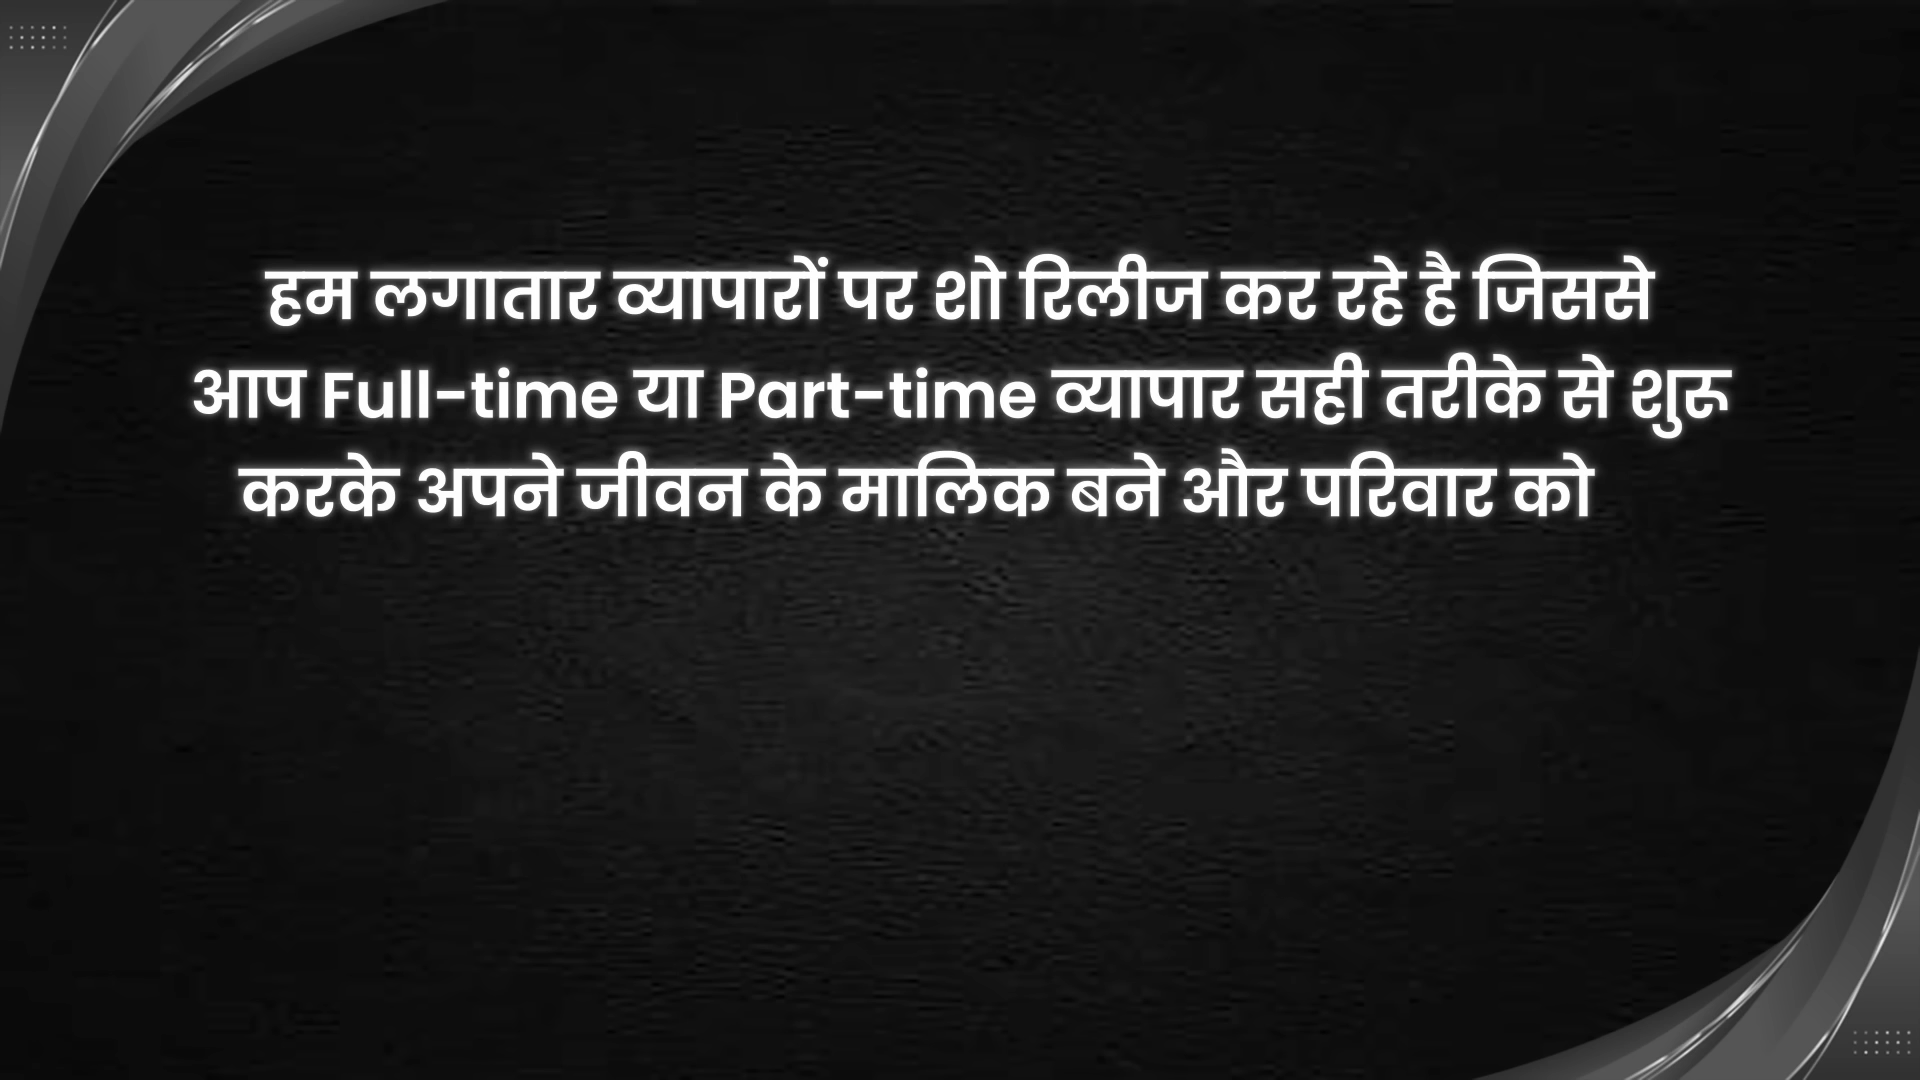 हम लगातार व्यापारों पर शो रिलीज कर रहे है जिससे
आप Full-time या Part-time व्यापार सही तरीके से शुरू
करके अपने जीवन के मालिक बने और परिवार को